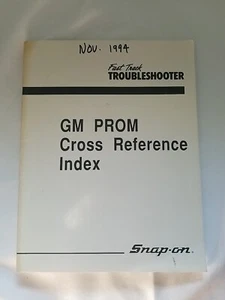 Nov. 1994
Fast Track
TROUBLESHOOTER
GM PROM
Cross Reference
Index
Snap-on